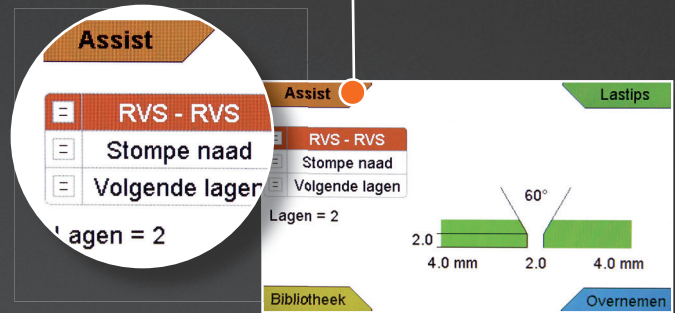 Assist
RVS - RVS
Stompe naad
Volgende lagen
agen = 2
Assist
Lastips
RVS - RVS
Stompe naad
Volgende lagen
Lagen = 2
60°
2.0
4.0 mm
2.0
4.0 mm
Bibliotheek
Overnemen